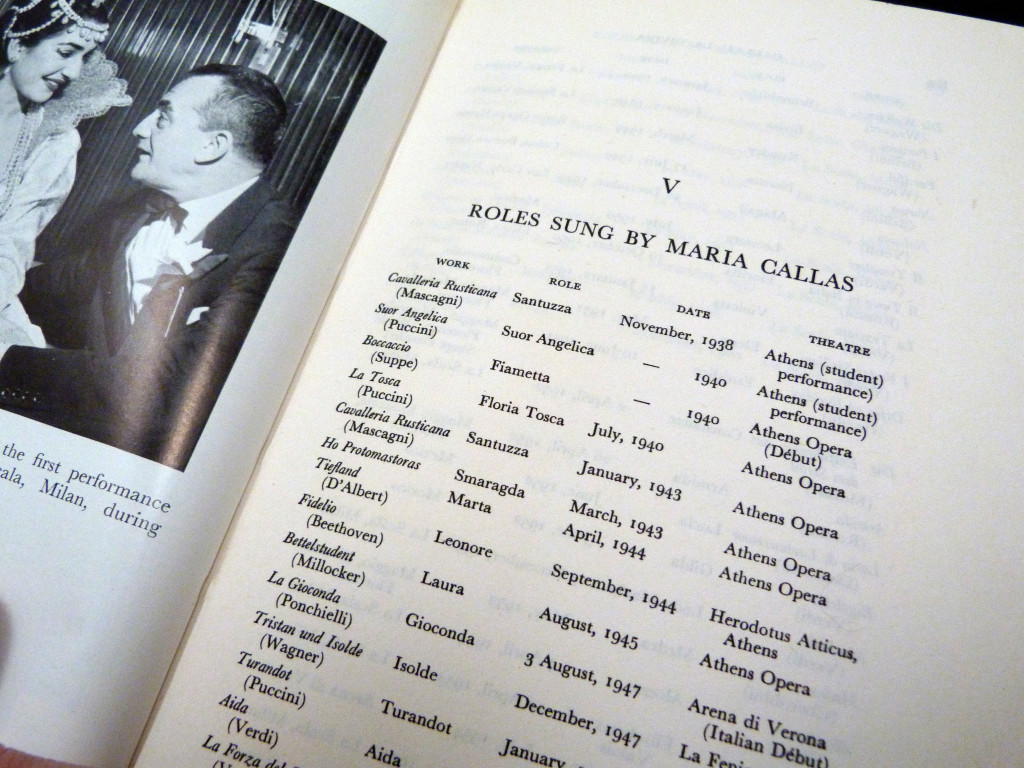 the first performance
ala, Milan, during
V
ROLES SUNG BY MARIA CALLAS
WORK ROLE DATE THEATRE
Cavalleria Rusticana Santuzza November, 1938 Athens (student)
(Mascagni) performance)
Suor Angelica Suor Angelica — 1940 Athens (student)
(Puccini) performance)
Boccaccio Fiametta — 1940 Athens Opera
(Suppe) (Début)
La Tosca Floria Tosca July, 1940 Athens Opera
(Puccini)
Cavalleria Rusticana Santuzza January, 1943 Athens Opera
(Mascagni)
Ho Protomastoras Smaragda March, 1943 Athens Opera
Tiefland Marta April, 1944 Athens Opera
(D'Albert)
Fidelio Leonore September, 1944 Herodotus Atticus,
(Beethoven) Athens
Bettelstudent Laura August, 1945 Athens Opera
(Millocker)
La Gioconda Gioconda 3 August, 1947 Arena di Verona
(Ponchielli) (Italian Début)
Tristan und Isolde Isolde December, 1947 La Feni
(Wagner)
Turandot Turandot January
(Puccini)
Aida Aida
(Verdi)
La Forza del